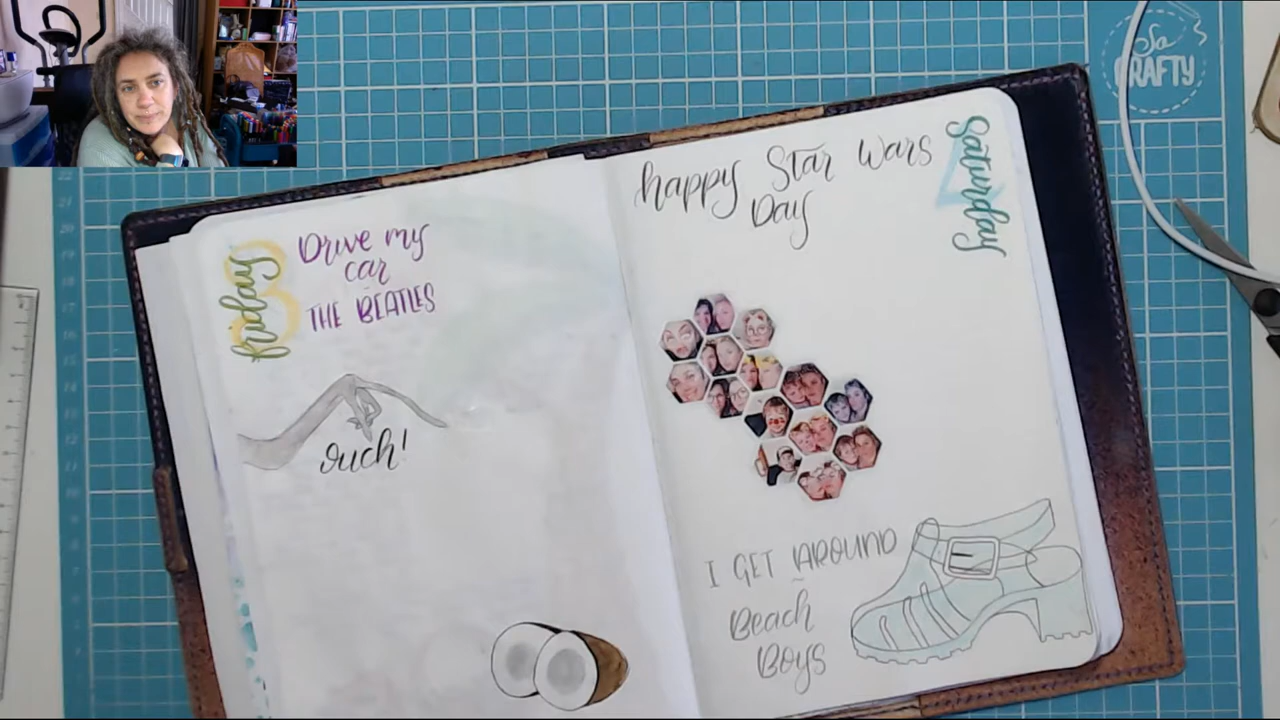 So
CRAFTY
Friday
3
Drive my
car
THE BEATLES
ouch!
Saturday
4
happy Star Wars
Day
I GET AROUND
Beach
Boys